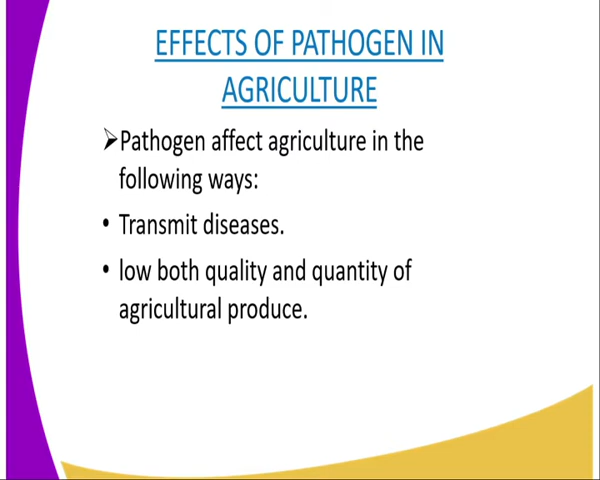 EFFECTS OF PATHOGEN IN
AGRICULTURE
➢Pathogen affect agriculture in the
following ways:
• Transmit diseases.
• low both quality and quantity of
agricultural produce.